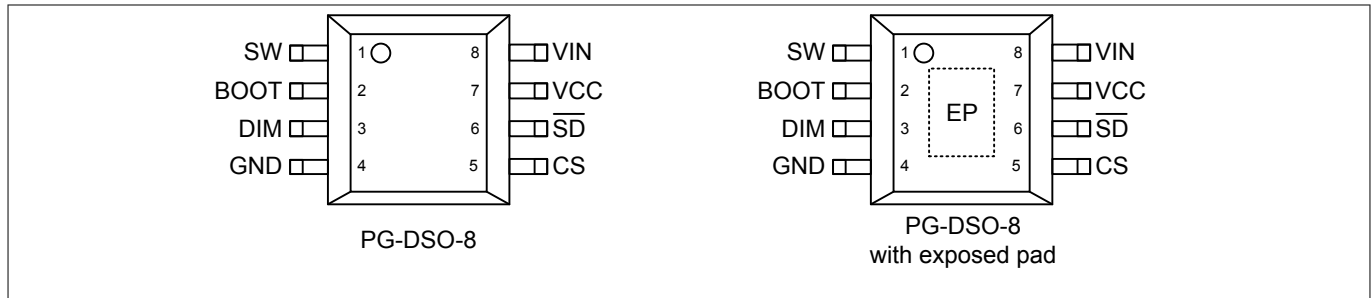 SW 1 8 VIN
BOOT 2 7 VCC
DIM 3 6 S̅D̅
GND 4 5 CS
PG-DSO-8
SW 1 8 VIN
BOOT 2 EP 7 VCC
DIM 3 6 S̅D̅
GND 4 5 CS
PG-DSO-8
with exposed pad